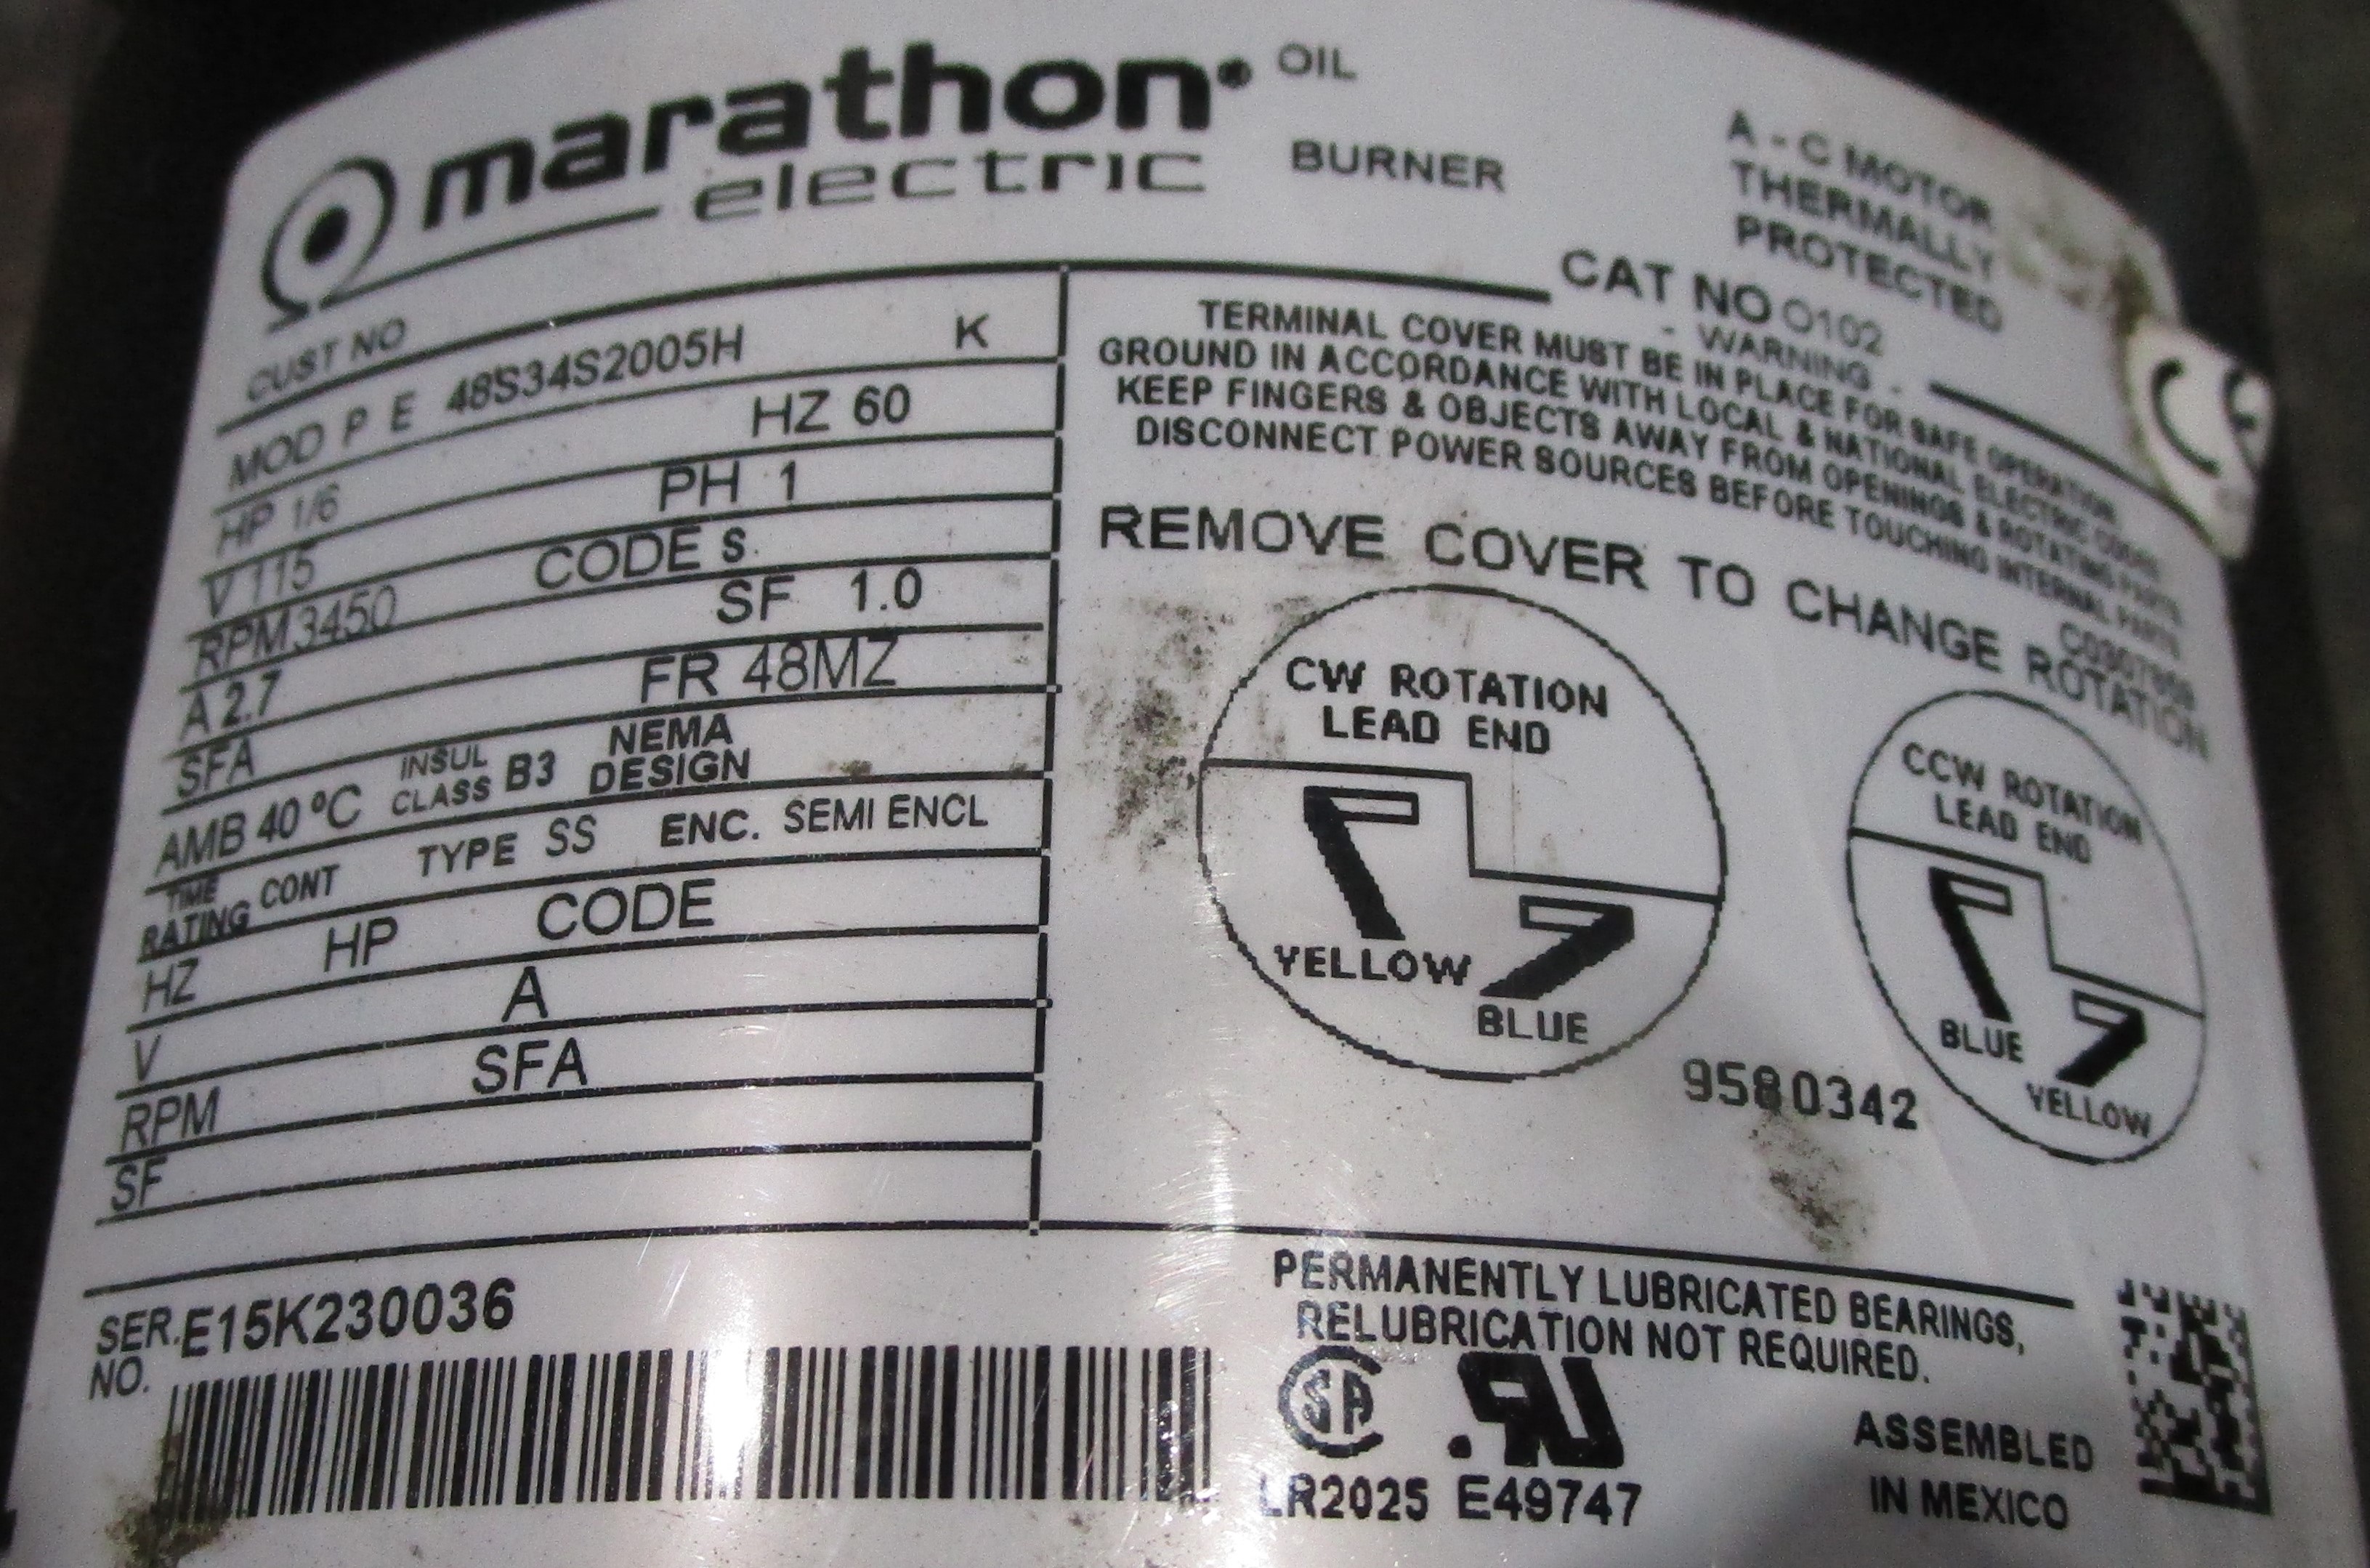 marathon®
electric
OIL
BURNER
A - C MOTOR
THERMALLY
PROTECTED
CUST NO
MOD P E 48S34S2005H K
HP 1/6 HZ 60
V 115 PH 1
RPM 3450 CODE S
A 2.7 SF 1.0
SFA FR 48MZ
AMB 40 °C INSUL CLASS B3 NEMA DESIGN
TIME RATING CONT TYPE SS ENC. SEMI ENCL
HZ HP CODE
V A
RPM SFA
SF
CAT NO O102
- WARNING -
TERMINAL COVER MUST BE IN PLACE FOR SAFE OPERATION
GROUND IN ACCORDANCE WITH LOCAL & NATIONAL ELECTRIC CODES
KEEP FINGERS & OBJECTS AWAY FROM OPENINGS & ROTATING PARTS
DISCONNECT POWER SOURCES BEFORE TOUCHING INTERNAL PARTS
REMOVE COVER TO CHANGE ROTATION
CW ROTATION
LEAD END
YELLOW
BLUE
CCW ROTATION
LEAD END
BLUE
YELLOW
9580342
SER. NO. E15K230036
PERMANENTLY LUBRICATED BEARINGS,
RELUBRICATION NOT REQUIRED.
LR2025 E49747
ASSEMBLED
IN MEXICO
CE
SA